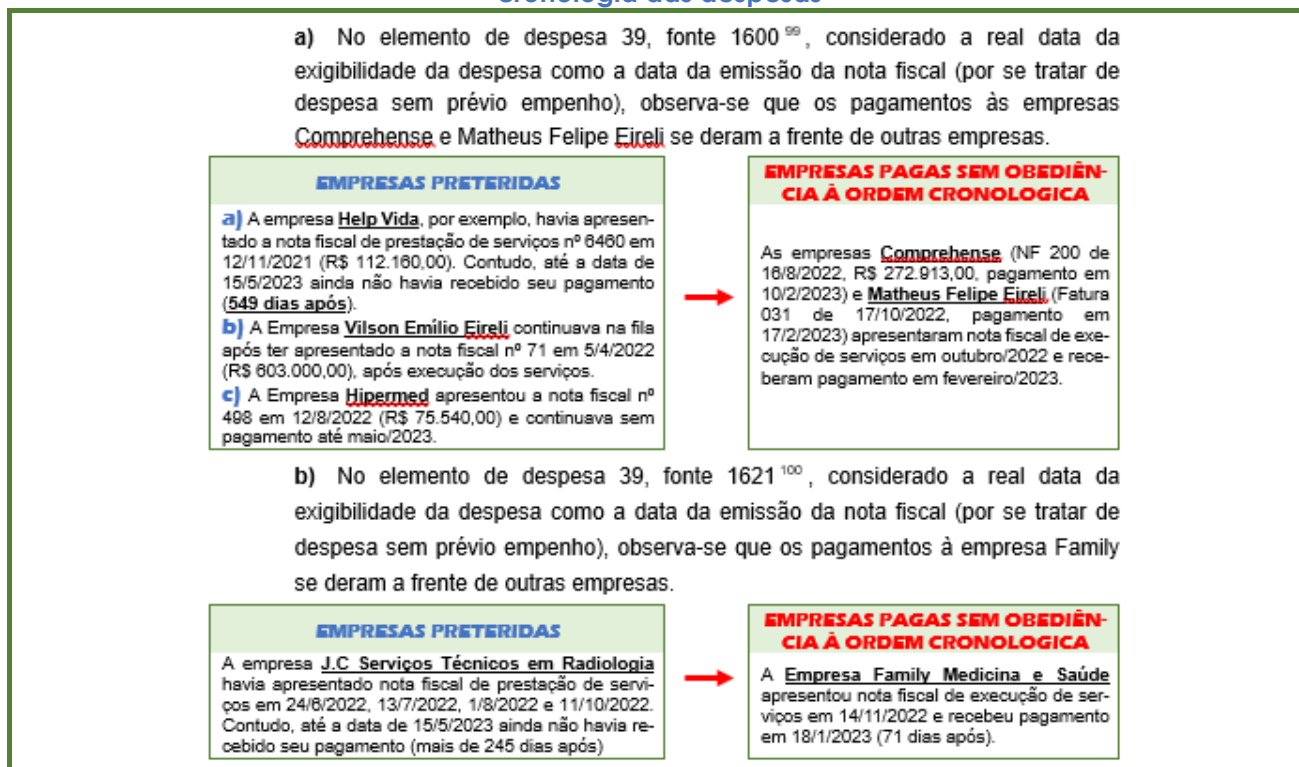 cronologia das despesas
a) No elemento de despesa 39, fonte 1600 99, considerado a real data da
exigibilidade da despesa como a data da emissão da nota fiscal (por se tratar de
despesa sem prévio empenho), observa-se que os pagamentos às empresas
Comprehense e Matheus Felipe Eireli se deram a frente de outras empresas.
EMPRESAS PRETERIDAS
a) A empresa Help Vida, por exemplo, havia apresen-
tado a nota fiscal de prestação de serviços nº 6460 em
12/11/2021 (R$ 112.160,00). Contudo, até a data de
15/5/2023 ainda não havia recebido seu pagamento
(549 dias após).
b) A Empresa Vilson Emílio Eireli continuava na fila
após ter apresentado a nota fiscal nº 71 em 5/4/2022
(R$ 603.000,00), após execução dos serviços.
c) A Empresa Hipermed apresentou a nota fiscal nº
498 em 12/8/2022 (R$ 75.540,00) e continuava sem
pagamento até maio/2023.
EMPRESAS PAGAS SEM OBEDIÊN-
CIA À ORDEM CRONOLOGICA
As empresas Comprehense (NF 200 de
16/8/2022, R$ 272.913,00, pagamento em
10/2/2023) e Matheus Felipe Eireli (Fatura
031 de 17/10/2022, pagamento em
17/2/2023) apresentaram nota fiscal de exe-
cução de serviços em outubro/2022 e rece-
beram pagamento em fevereiro/2023.
b) No elemento de despesa 39, fonte 1621 100, considerado a real data da
exigibilidade da despesa como a data da emissão da nota fiscal (por se tratar de
despesa sem prévio empenho), observa-se que os pagamentos à empresa Family
se deram a frente de outras empresas.
EMPRESAS PRETERIDAS
A empresa J.C Serviços Técnicos em Radiologia
havia apresentado nota fiscal de prestação de servi-
ços em 24/6/2022, 13/7/2022, 1/8/2022 e 11/10/2022.
Contudo, até a data de 15/5/2023 ainda não havia re-
cebido seu pagamento (mais de 245 dias após)
EMPRESAS PAGAS SEM OBEDIÊN-
CIA À ORDEM CRONOLOGICA
A Empresa Family Medicina e Saúde
apresentou nota fiscal de execução de ser-
viços em 14/11/2022 e recebeu pagamento
em 18/1/2023 (71 dias após).